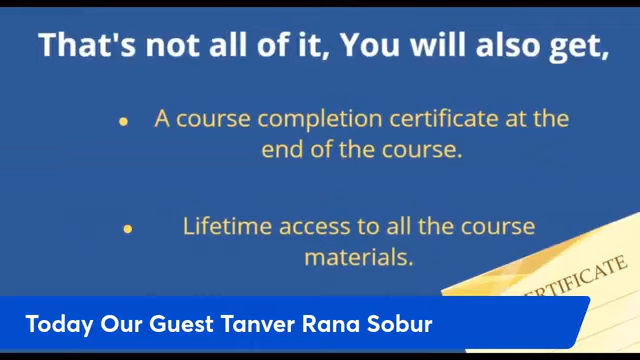 That's not all of it, You will also get,
• A course completion certificate at the
end of the course.
• Lifetime access to all the course
materials.
CERTIFICATE
Today Our Guest Tanver Rana Sobur